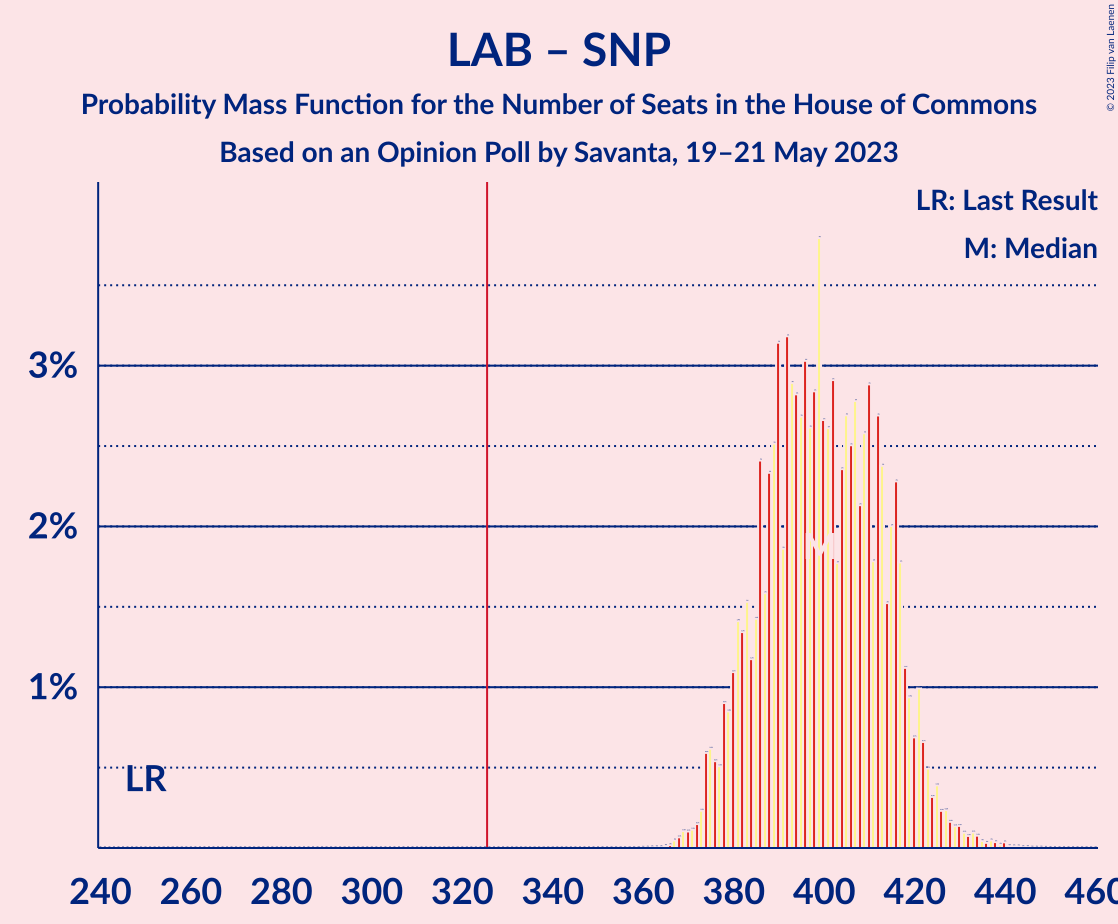 LAB – SNP
Probability Mass Function for the Number of Seats in the House of Commons
Based on an Opinion Poll by Savanta, 19–21 May 2023
© 2023 Filip van Laenen
LR: Last Result
M: Median
3%
2%
1%
M
LR
240 260 280 300 320 340 360 380 400 420 440 460